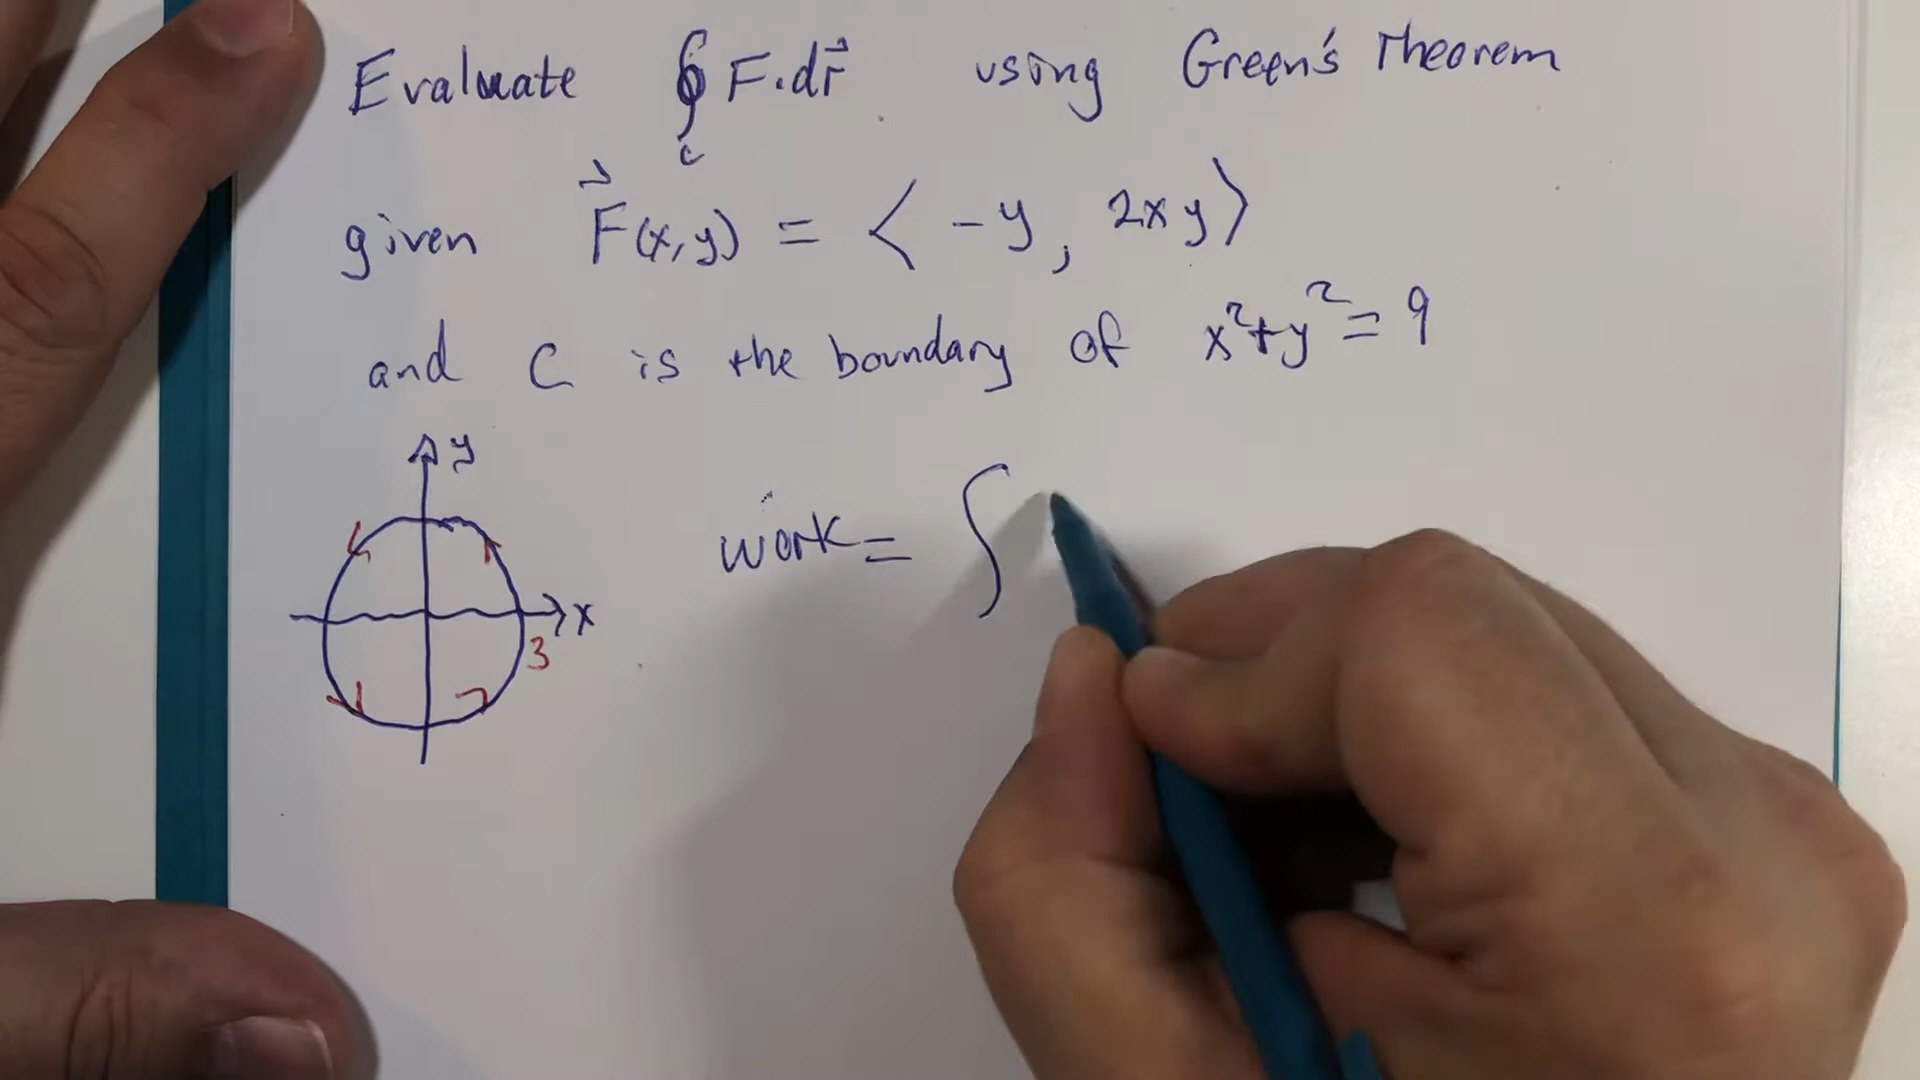 Evaluate ∮_C F·dr⃗ using Green's Theorem
given F⃗(x,y) = ⟨ -y, 2xy⟩
and C is the boundary of x²+y²=9
y
work = ∫
x
3